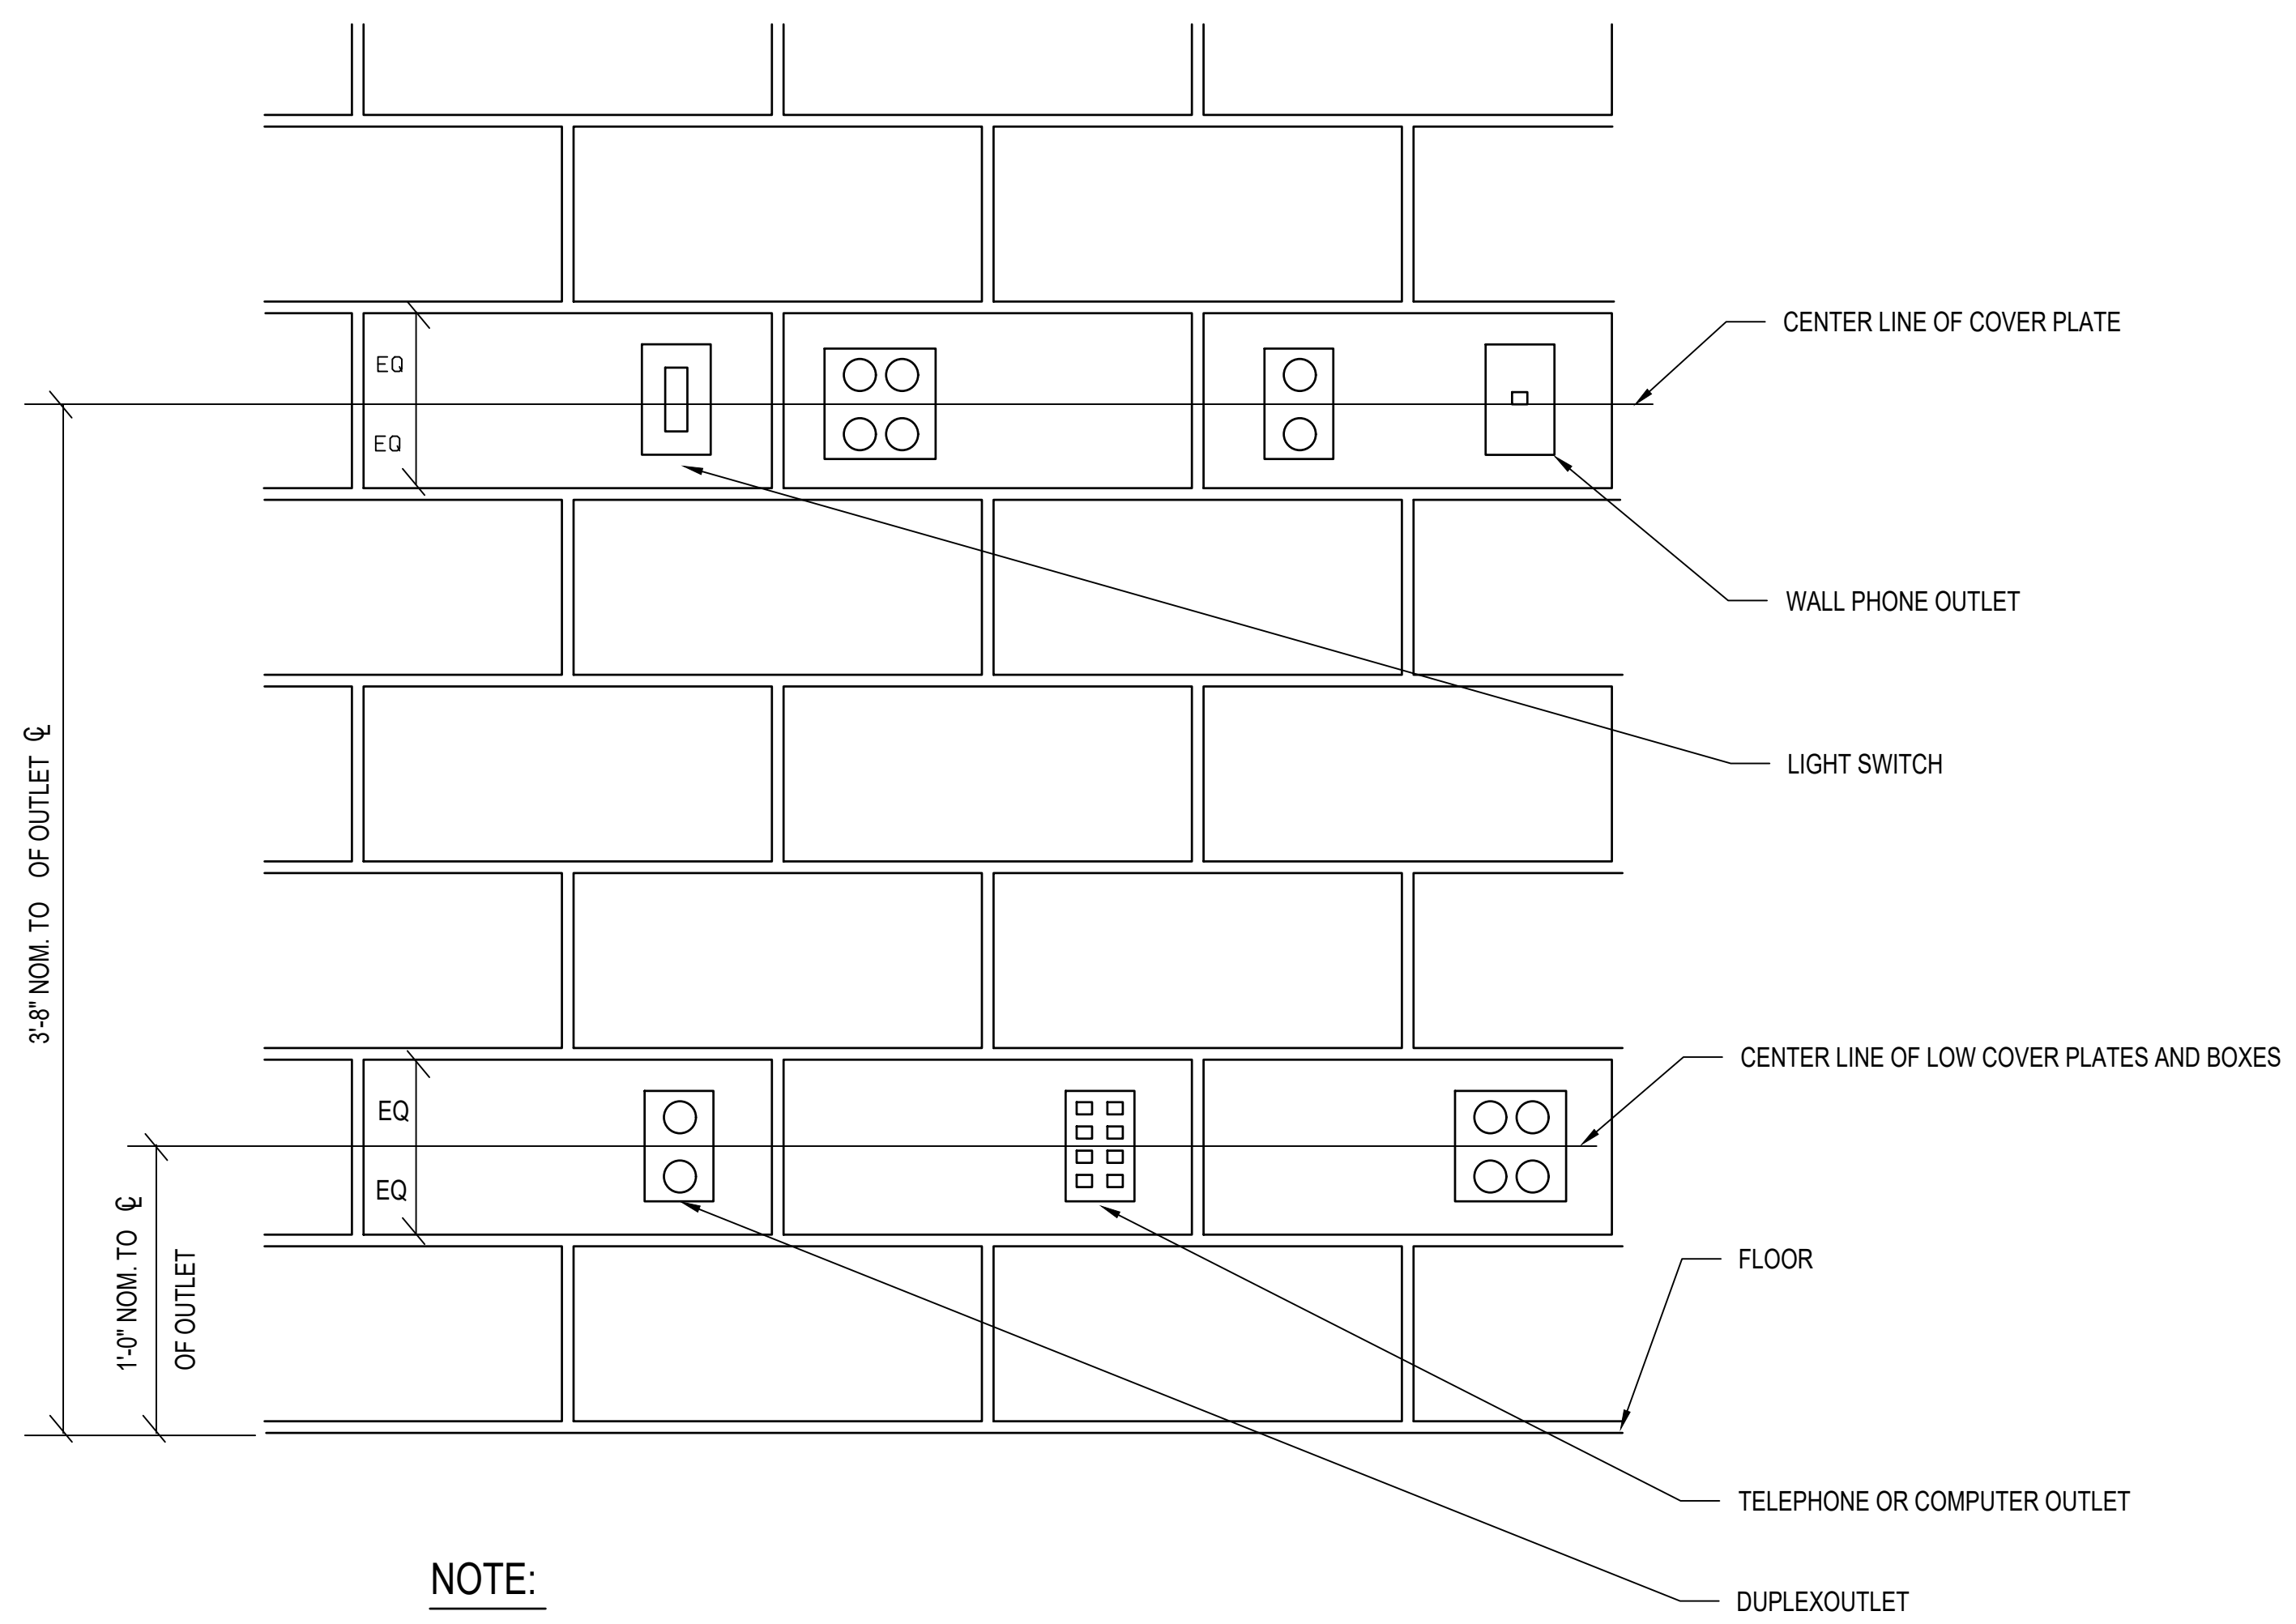 CENTER LINE OF COVER PLATE
EQ
EQ
WALL PHONE OUTLET
LIGHT SWITCH
3'-8" NOM. TO OF OUTLET ℄
CENTER LINE OF LOW COVER PLATES AND BOXES
EQ
EQ
1'-0" NOM. TO ℄
OF OUTLET
FLOOR
TELEPHONE OR COMPUTER OUTLET
NOTE:
DUPLEXOUTLET